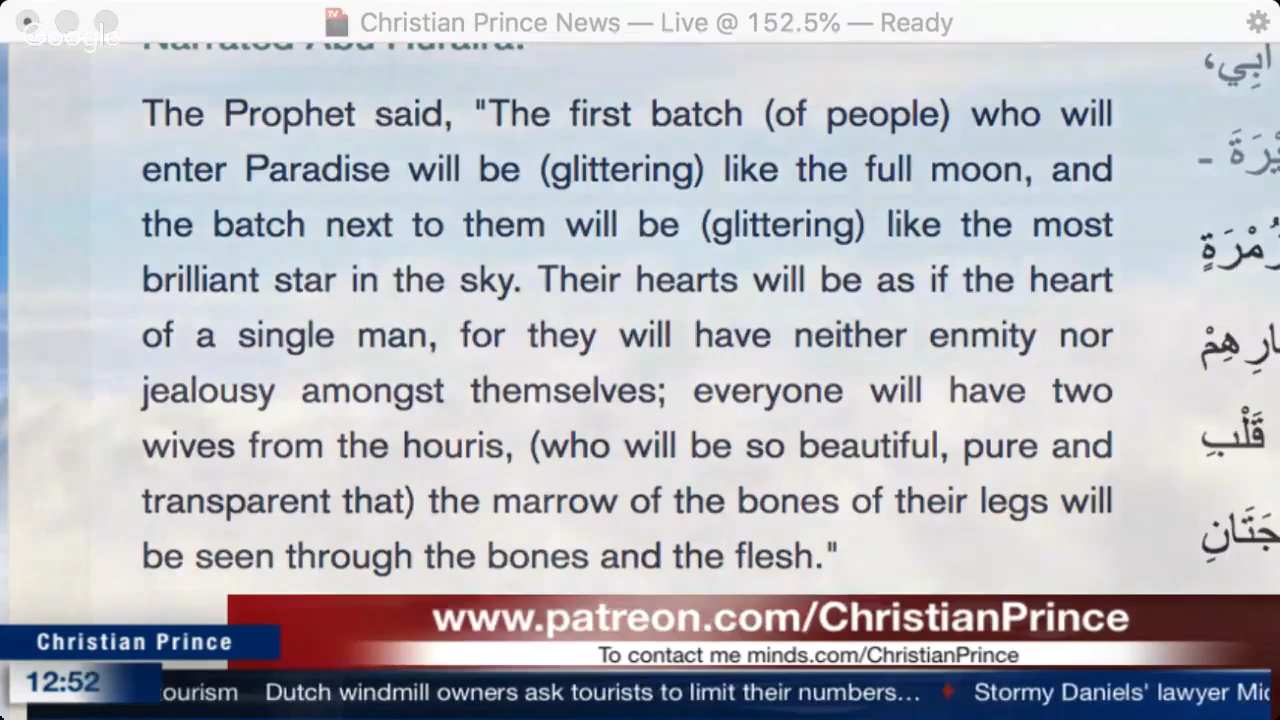 Christian Prince News — Live @ 152.5% — Ready
Google
Narrated Abu Huraira:
The Prophet said, "The first batch (of people) who will
enter Paradise will be (glittering) like the full moon, and
the batch next to them will be (glittering) like the most
brilliant star in the sky. Their hearts will be as if the heart
of a single man, for they will have neither enmity nor
jealousy amongst themselves; everyone will have two
wives from the houris, (who will be so beautiful, pure and
transparent that) the marrow of the bones of their legs will
be seen through the bones and the flesh."
أَبِي،
مْرَةٍ
قَلْبِ
www.patreon.com/ChristianPrince
To contact me minds.com/ChristianPrince
Christian Prince
12:52
ourism Dutch windmill owners ask tourists to limit their numbers... ♦ Stormy Daniels' lawyer Mic